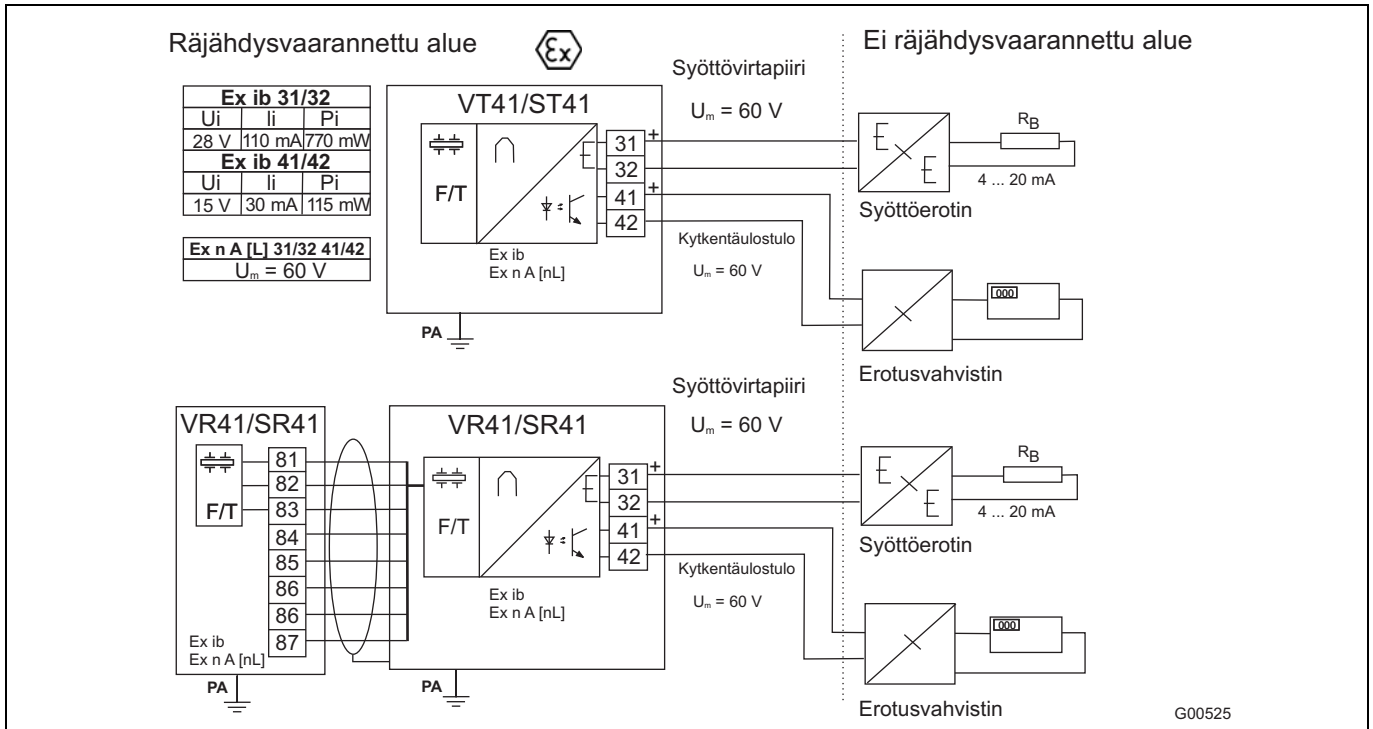 Räjähdysvaarannettu alue
Ex
Ei räjähdysvaarannettu alue
Ex ib 31/32
Ui Ii Pi
28 V 110 mA 770 mW
Ex ib 41/42
Ui Ii Pi
15 V 30 mA 115 mW
Ex n A [L] 31/32 41/42
Um = 60 V
VT41/ST41
F/T
31 +
32
41 +
42
Ex ib
Ex n A [nL]
PA
Syöttövirtapiiri
Um = 60 V
Kytkentäulostulo
Um = 60 V
E
E
RB
4 ... 20 mA
Syöttöerotin
000
Erotusvahvistin
VR41/SR41
F/T
81
82
83
84
85
86
86
87
Ex ib
Ex n A [nL]
PA
VR41/SR41
F/T
31 +
32
41 +
42
Ex ib
Ex n A [nL]
PA
Syöttövirtapiiri
Um = 60 V
Kytkentäulostulo
Um = 60 V
E
E
RB
4 ... 20 mA
Syöttöerotin
000
Erotusvahvistin
G00525